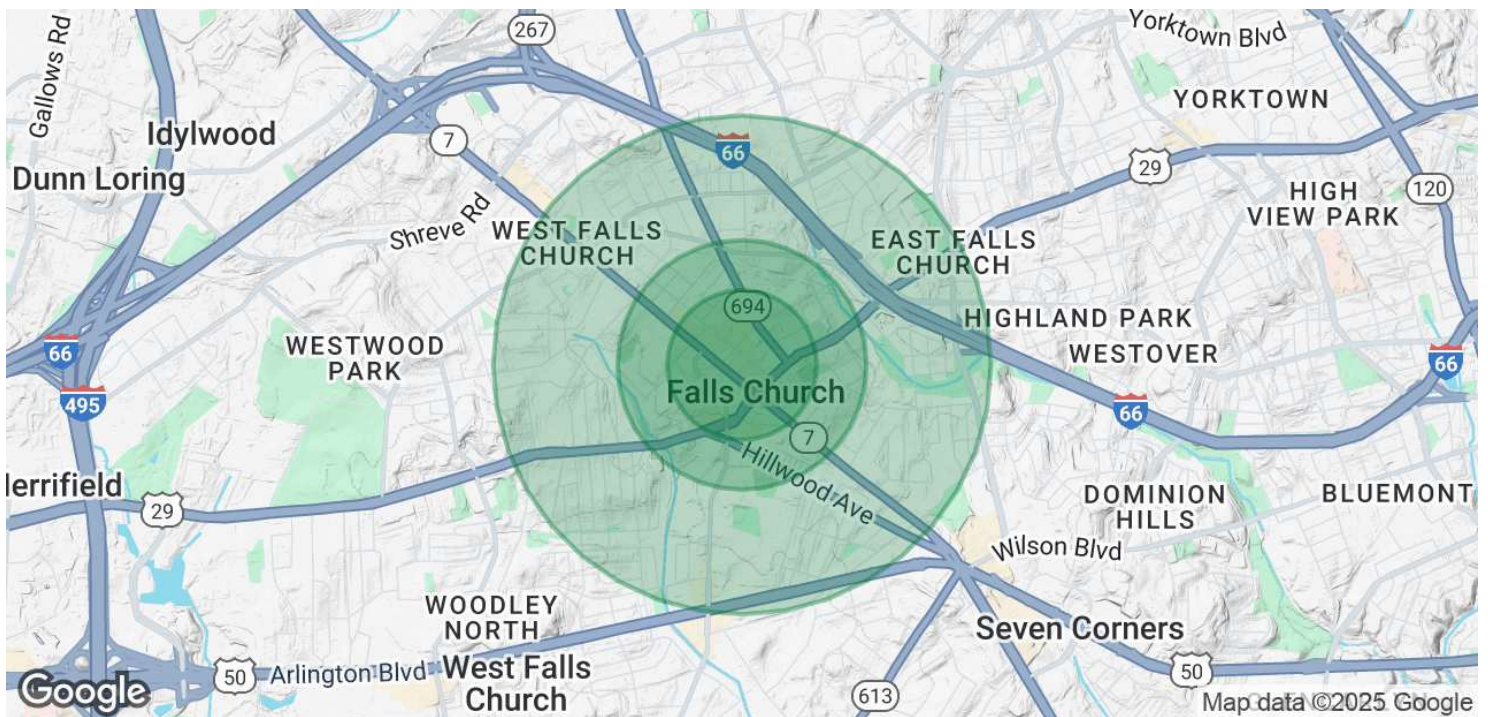 Gallows Rd
267
Yorktown Blvd
YORKTOWN
Idylwood
7
66
29
Dunn Loring
HIGH
VIEW PARK
120
Shreve Rd
WEST FALLS
CHURCH
EAST FALLS
CHURCH
694
HIGHLAND PARK
WESTWOOD
PARK
WESTOVER
66
66
495
Falls Church
66
7
Hillwood Ave
lerrifield
29
DOMINION
HILLS
BLUEMONT
Wilson Blvd
WOODLEY
NORTH
Seven Corners
50
Arlington Blvd
West Falls
Church
50
613
Google
Map data ©2025 Google